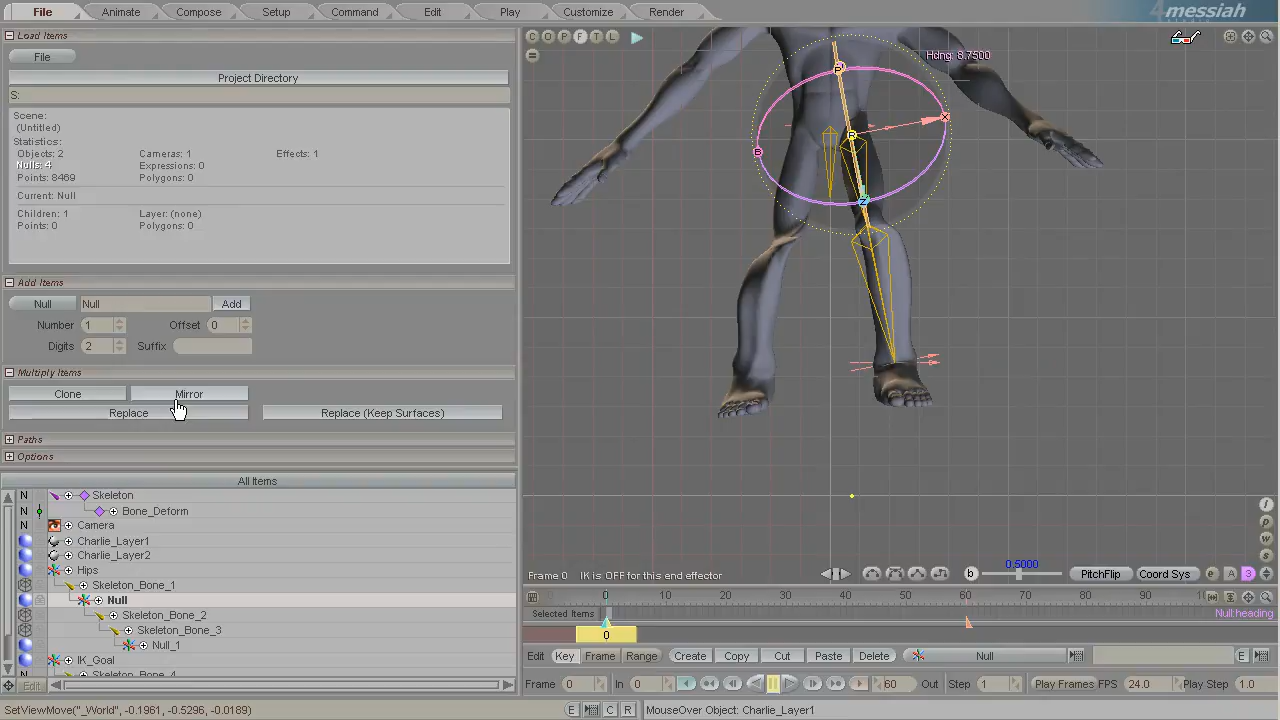 File Animate Compose Setup Command Edit Play Customize Render 4messiah
Load Items
C O P F T L
Hdng: 8.7500
File
Project Directory
S:
Scene:
(Untitled)
Statistics:
Objects: 2 Cameras: 1 Effects: 1
Nulls: 4 Expressions: 0
Points: 8469 Polygons: 0
Current: Null
Children: 1 Layer: (none)
Points: 0 Polygons: 0
Add Items
Null Null Add
Number 1 Offset 0
Digits 2 Suffix
Multiply Items
Clone Mirror
Replace Replace (Keep Surfaces)
Paths
Options
All Items
N Skeleton
N Bone_Deform
N Camera
Charlie_Layer1
Charlie_Layer2
Hips
Skeleton_Bone_1
Null
Skeleton_Bone_2
Skeleton_Bone_3
Null_1
IK_Goal
Skeleton_Bone_4
Edit
P
X
B
Z
i
p
w
s
Frame 0 IK is OFF for this end effector
b 0.5000 PitchFlip Coord Sys e A 3
0 10 20 30 40 50 60 70 80 90 10
Selected Items Null:heading
0
Edit Key Frame Range Create Copy Cut Paste Delete Null E
Frame 0 In 0 60 Out Step 1 Play Frames FPS 24.0 Play Step 1.0
SetViewMove("_World", -0.1961, -0.5296, -0.0189) E C R MouseOver Object: Charlie_Layer1